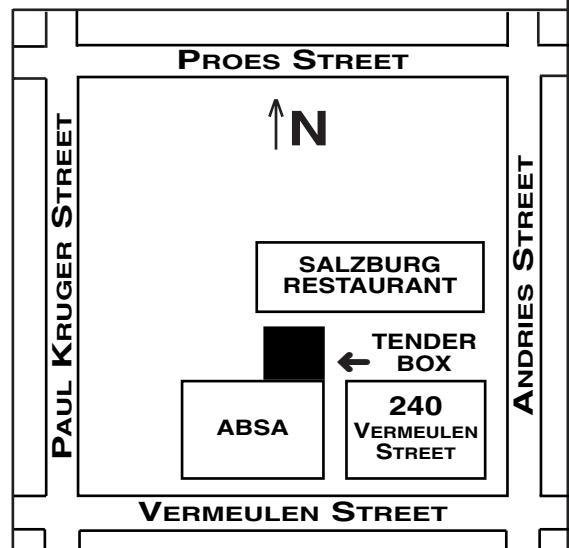 PROES STREET
N
PAUL KRUGER STREET
ANDRIES STREET
SALZBURG
RESTAURANT
TENDER
BOX
ABSA
240
VERMEULEN
STREET
VERMEULEN STREET